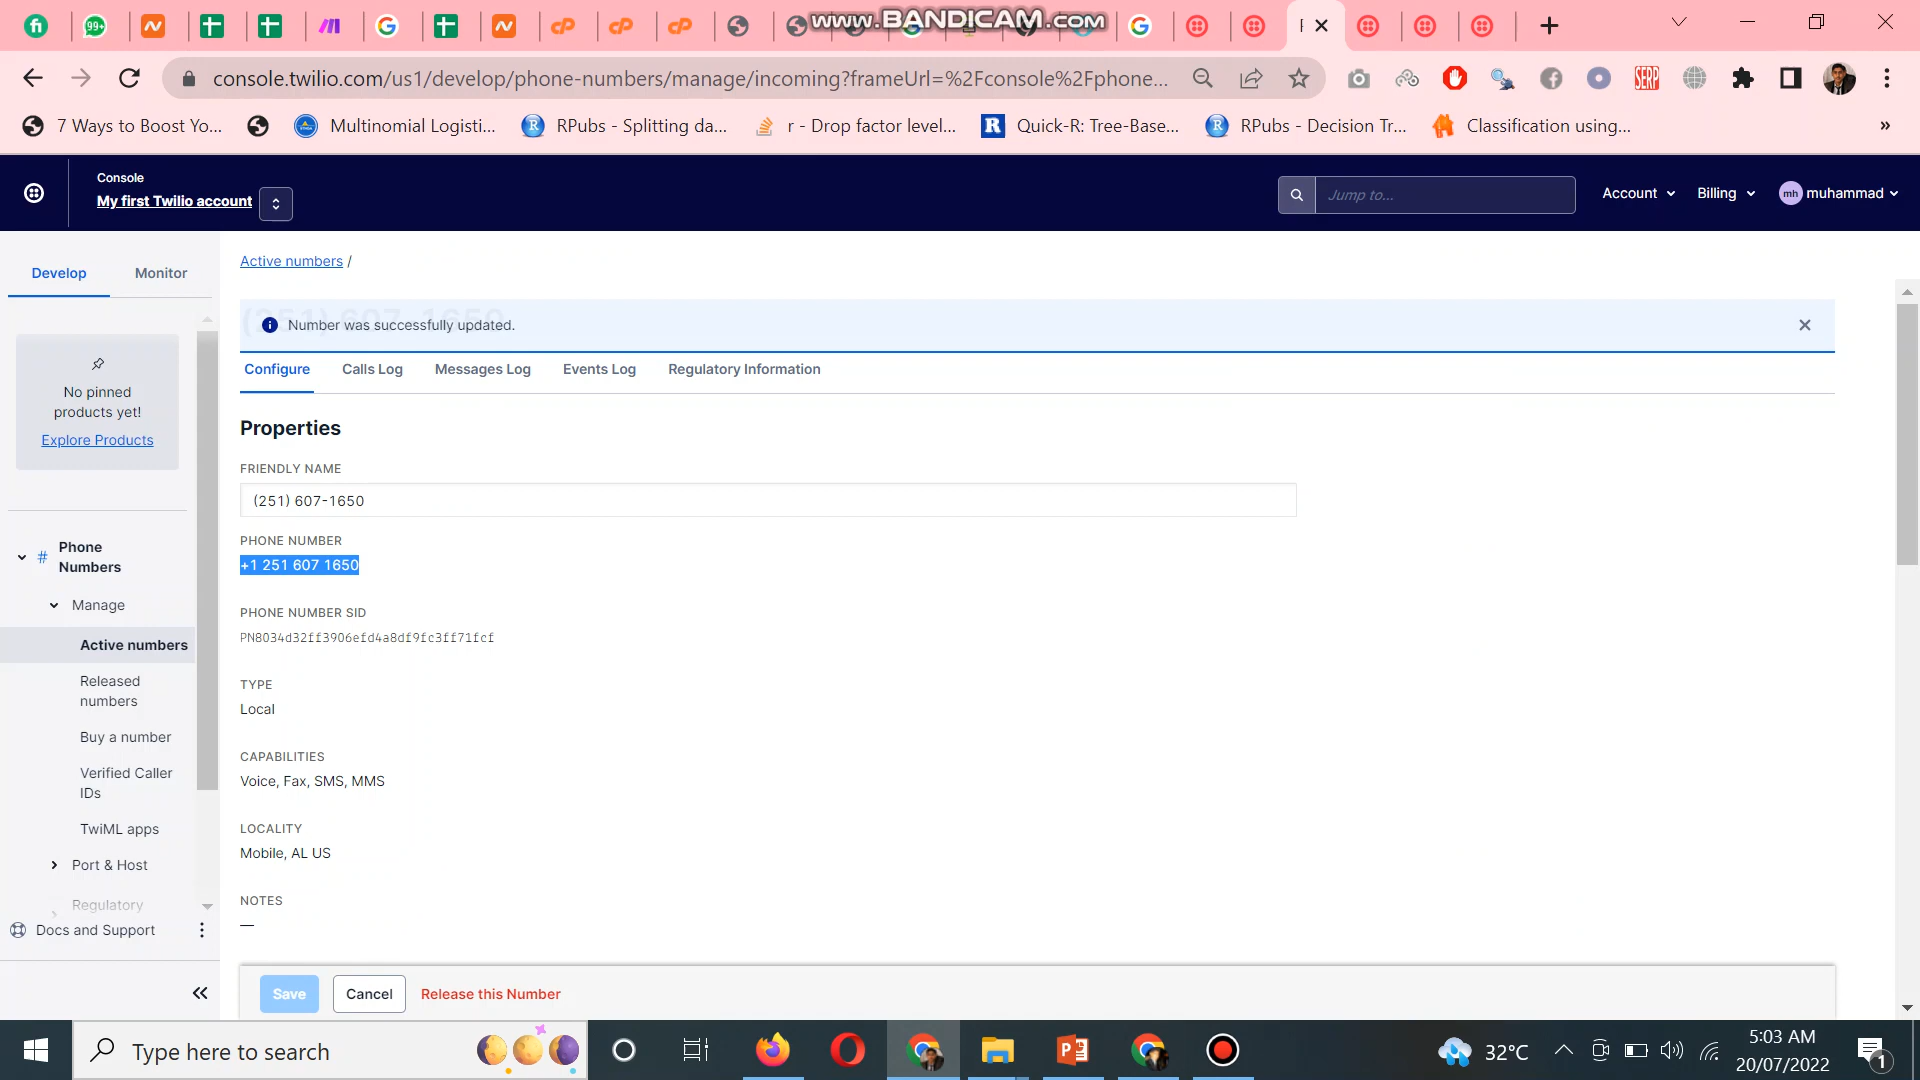 99+
www.BANDICAM.com
console.twilio.com/us1/develop/phone-numbers/manage/incoming?frameUrl=%2Fconsole%2Fphone...
SERP
7 Ways to Boost Yo...
Multinomial Logisti...
RPubs - Splitting da...
r - Drop factor level...
Quick-R: Tree-Base...
RPubs - Decision Tr...
Classification using...
»
Console
My first Twilio account
Jump to...
Account
Billing
mh muhammad
Develop
Monitor
Active numbers /
Number was successfully updated.
(251) 607-1650
Configure
Calls Log
Messages Log
Events Log
Regulatory Information
No pinned
products yet!
Explore Products
Properties
FRIENDLY NAME
(251) 607-1650
PHONE NUMBER
+1 251 607 1650
PHONE NUMBER SID
PN8034d32ff3906efd4a8df9fc3ff71fcf
TYPE
Local
CAPABILITIES
Voice, Fax, SMS, MMS
LOCALITY
Mobile, AL US
NOTES
—
# Phone
Numbers
Manage
Active numbers
Released
numbers
Buy a number
Verified Caller
IDs
TwiML apps
Port & Host
Regulatory
Docs and Support
Save
Cancel
Release this Number
Type here to search
32°C
5:03 AM
20/07/2022
1